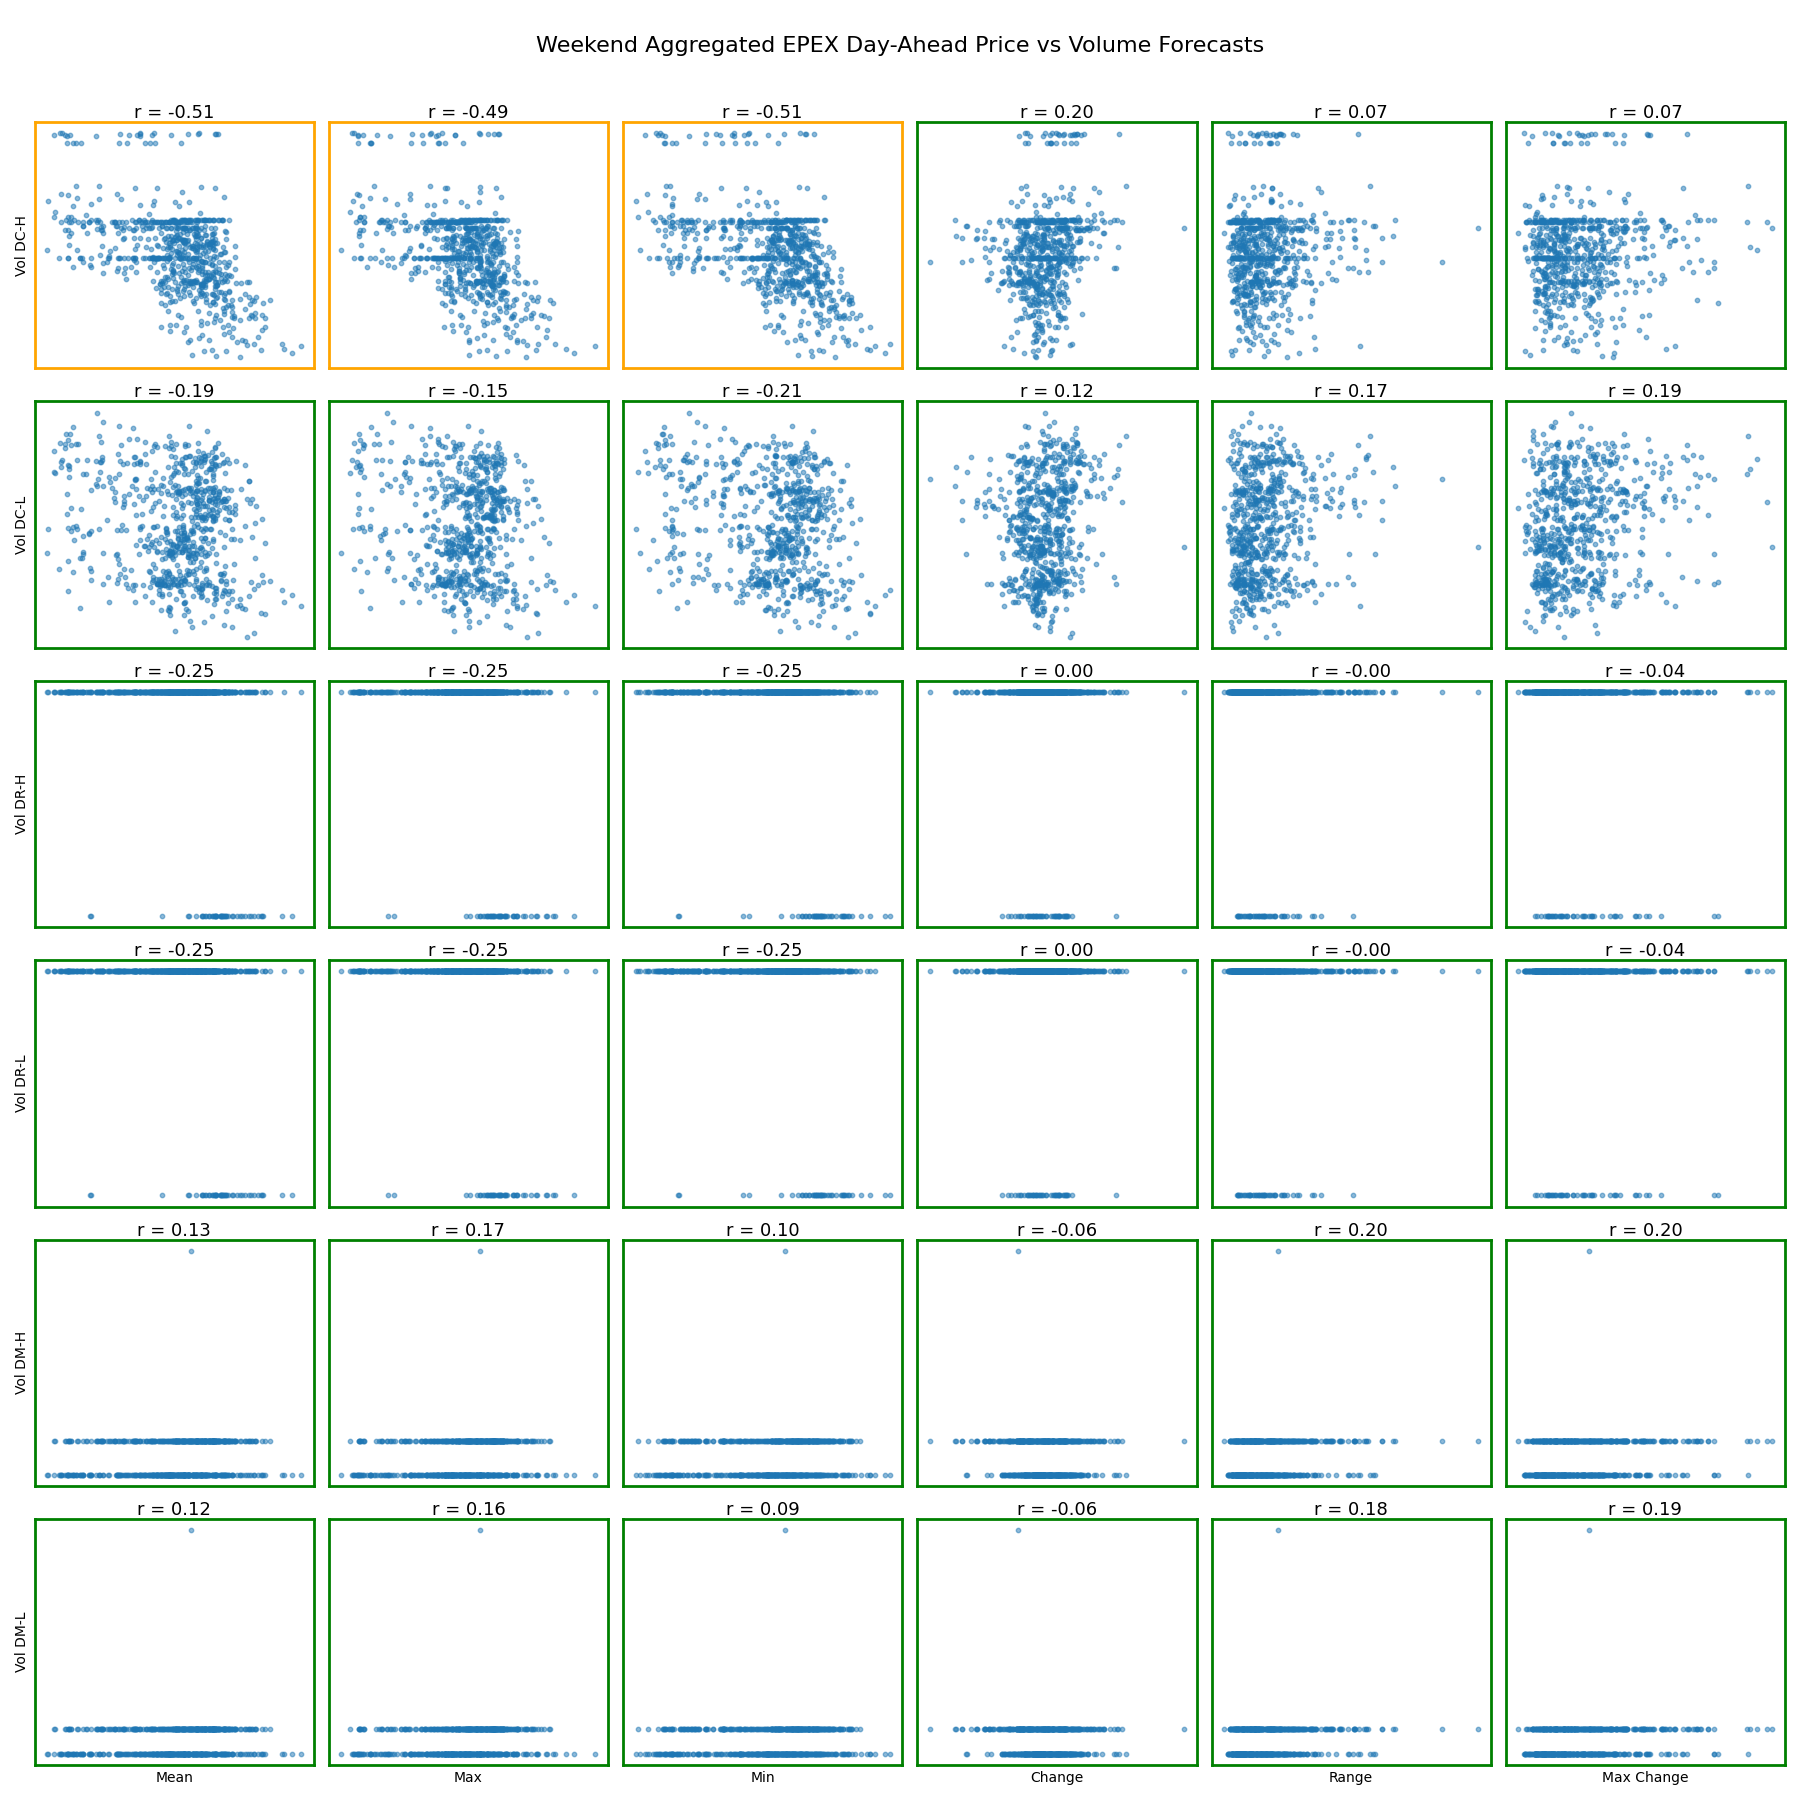 Weekend Aggregated EPEX Day-Ahead Price vs Volume Forecasts
r = -0.51
r = -0.49
r = -0.51
r = 0.20
r = 0.07
r = 0.07
Vol DC-H
r = -0.19
r = -0.15
r = -0.21
r = 0.12
r = 0.17
r = 0.19
Vol DC-L
r = -0.25
r = -0.25
r = -0.25
r = 0.00
r = -0.00
r = -0.04
Vol DR-H
r = -0.25
r = -0.25
r = -0.25
r = 0.00
r = -0.00
r = -0.04
Vol DR-L
r = 0.13
r = 0.17
r = 0.10
r = -0.06
r = 0.20
r = 0.20
Vol DM-H
r = 0.12
r = 0.16
r = 0.09
r = -0.06
r = 0.18
r = 0.19
Vol DM-L
Mean
Max
Min
Change
Range
Max Change